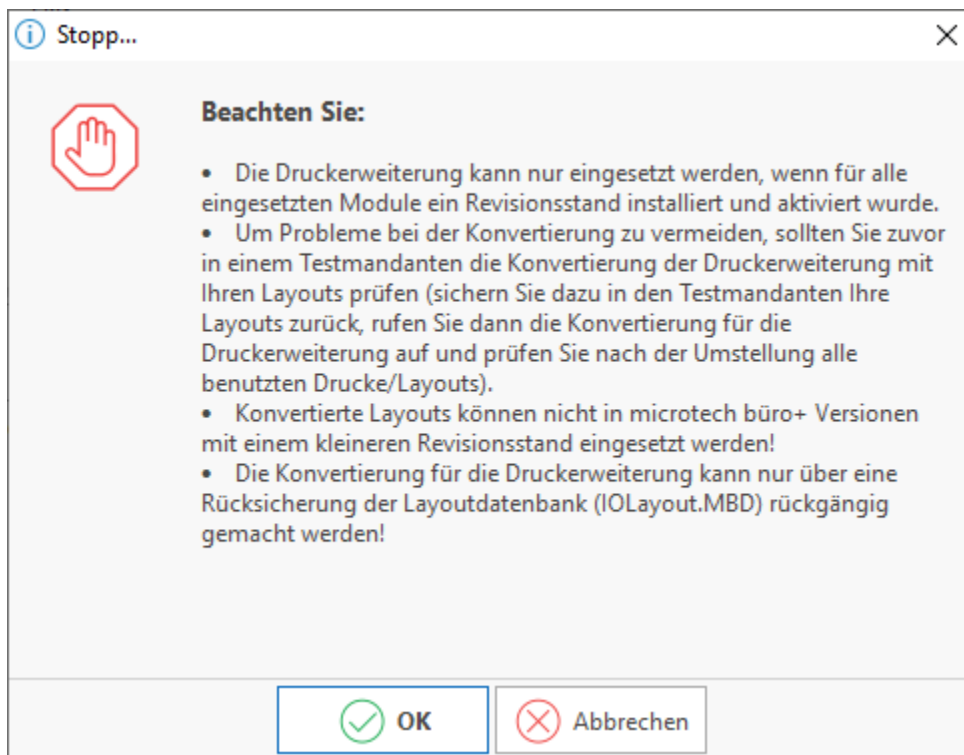 Stopp...
Beachten Sie:
• Die Druckerweiterung kann nur eingesetzt werden, wenn für alle
eingesetzten Module ein Revisionsstand installiert und aktiviert wurde.
• Um Probleme bei der Konvertierung zu vermeiden, sollten Sie zuvor
in einem Testmandanten die Konvertierung der Druckerweiterung mit
Ihren Layouts prüfen (sichern Sie dazu in den Testmandanten Ihre
Layouts zurück, rufen Sie dann die Konvertierung für die
Druckerweiterung auf und prüfen Sie nach der Umstellung alle
benutzten Drucke/Layouts).
• Konvertierte Layouts können nicht in microtech büro+ Versionen
mit einem kleineren Revisionsstand eingesetzt werden!
• Die Konvertierung für die Druckerweiterung kann nur über eine
Rücksicherung der Layoutdatenbank (IOLayout.MBD) rückgängig
gemacht werden!
OK
Abbrechen